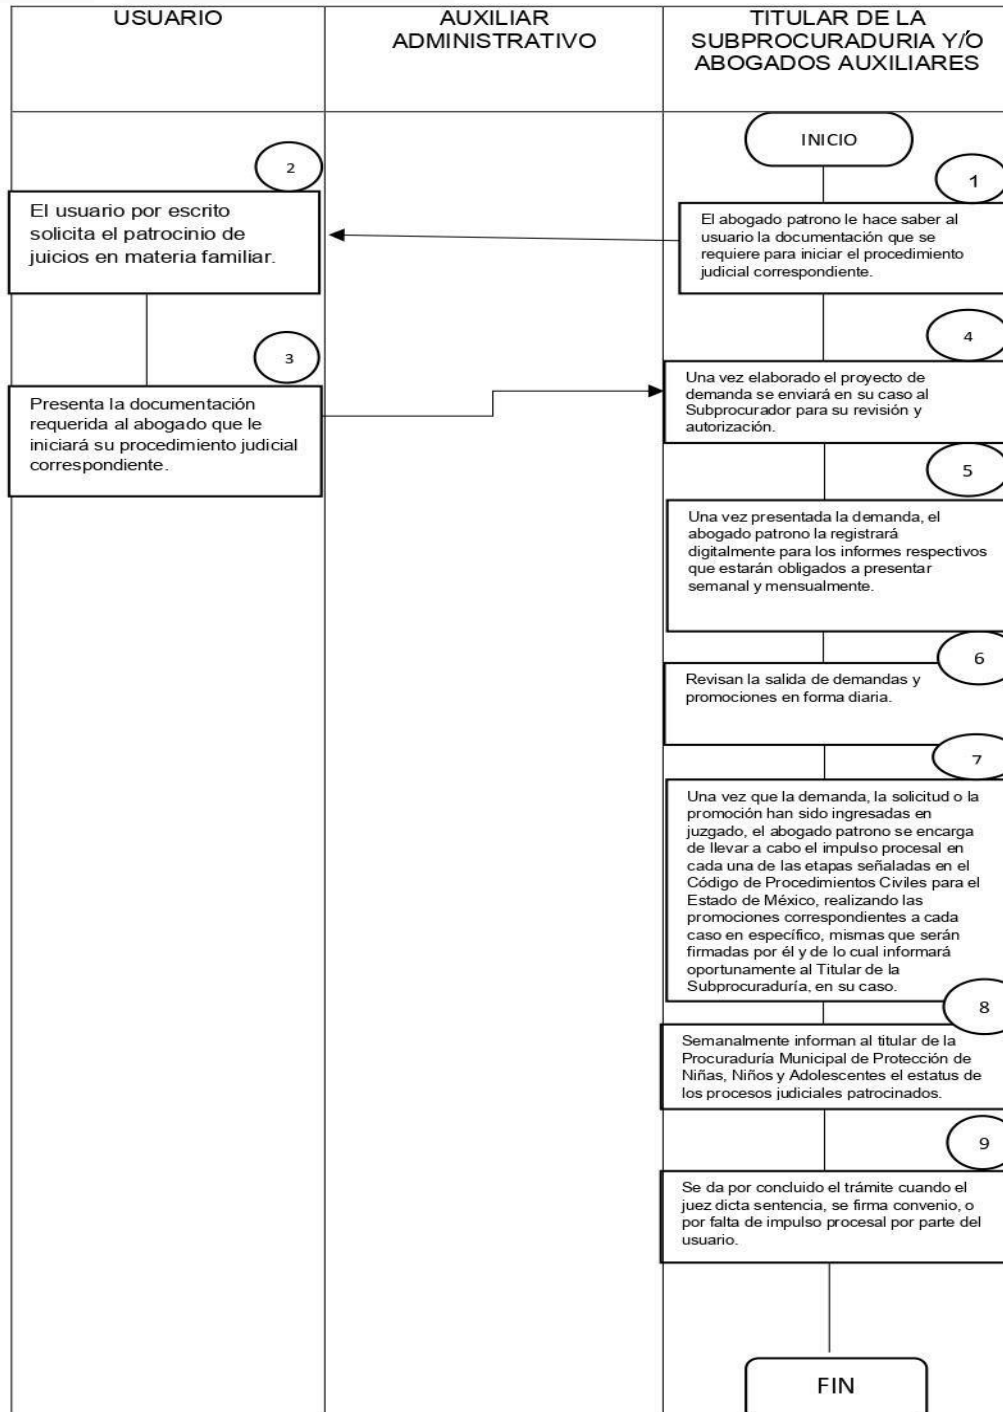 USUARIO
AUXILIAR
ADMINISTRATIVO
TITULAR DE LA
SUBPROCURADURIA Y/Ó
ABOGADOS AUXILIARES
INICIO
1
El abogado patrono le hace saber al
usuario la documentación que se
requiere para iniciar el procedimiento
judicial correspondiente.
2
El usuario por escrito
solicita el patrocinio de
juicios en materia familiar.
3
Presenta la documentación
requerida al abogado que le
iniciará su procedimiento judicial
correspondiente.
4
Una vez elaborado el proyecto de
demanda se enviará en su caso al
Subprocurador para su revisión y
autorización.
5
Una vez presentada la demanda, el
abogado patrono la registrará
digitalmente para los informes respectivos
que estarán obligados a presentar
semanal y mensualmente.
6
Revisan la salida de demandas y
promociones en forma diaria.
7
Una vez que la demanda, la solicitud o la
promoción han sido ingresadas en
juzgado, el abogado patrono se encarga
de llevar a cabo el impulso procesal en
cada una de las etapas señaladas en el
Código de Procedimientos Civiles para el
Estado de México, realizando las
promociones correspondientes a cada
caso en específico, mismas que serán
firmadas por él y de lo cual informará
oportunamente al Titular de la
Subprocuraduría, en su caso.
8
Semanalmente informan al titular de la
Procuraduría Municipal de Protección de
Niñas, Niños y Adolescentes el estatus de
los procesos judiciales patrocinados.
9
Se da por concluido el trámite cuando el
juez dicta sentencia, se firma convenio, o
por falta de impulso procesal por parte del
usuario.
FIN